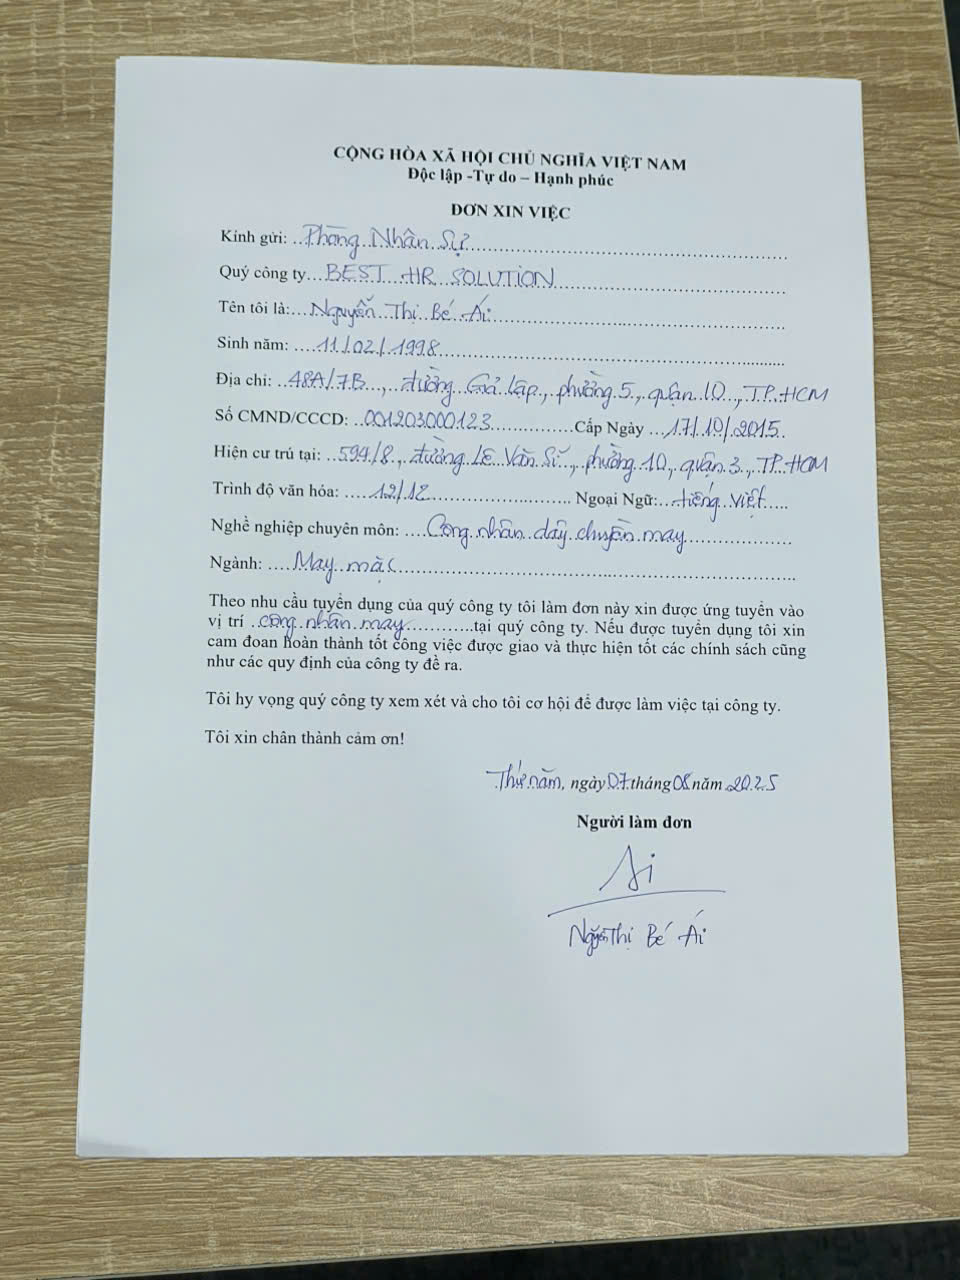 CỘNG HÒA XÃ HỘI CHỦ NGHĨA VIỆT NAM
Độc lập -Tự do – Hạnh phúc
ĐƠN XIN VIỆC
Kính gửi: Phòng Nhân Sự
Quý công ty BEST HR SOLUTION
Tên tôi là: Nguyễn Thị Bé Ái
Sinh năm: 11/02/1998
Địa chỉ: 48A/7B, đường Giả lập, phường 5, quận 10, TP. HCM
Số CMND/CCCD: 001203000123 Cấp Ngày 17/10/2015
Hiện cư trú tại: 594/8, đường Lê Văn Sĩ, phường 10, quận 3, TP HCM
Trình độ văn hóa: 12/12 Ngoại Ngữ: tiếng việt
Nghề nghiệp chuyên môn: Công nhân dây chuyền may
Ngành: May mặc
Theo nhu cầu tuyển dụng của quý công ty tôi làm đơn này xin được ứng tuyển vào
vị trí công nhân may tại quý công ty. Nếu được tuyển dụng tôi xin
cam đoan hoàn thành tốt công việc được giao và thực hiện tốt các chính sách cũng
như các quy định của công ty đề ra.
Tôi hy vọng quý công ty xem xét và cho tôi cơ hội để được làm việc tại công ty.
Tôi xin chân thành cảm ơn!
Thứ năm, ngày 07 tháng 08 năm 2025
Người làm đơn
Ai
Nguyễn Thị Bé Ái